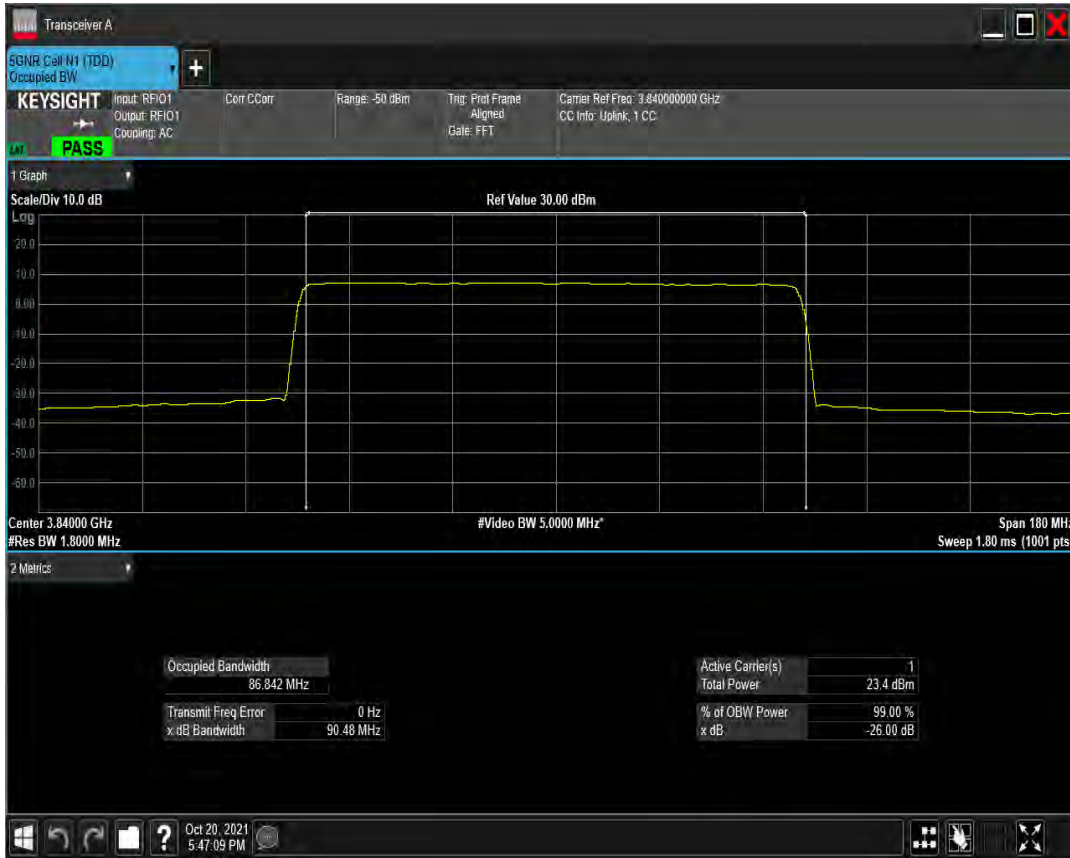 Transceiver A
5GNR Cell N1 (TDD)
Occupied BW
+
KEYSIGHT
Input: RFIO1
Output: RFIO1
Coupling: AC
Corr CCorr
Range: -50 dBm
Trig: Prot Frame
Aligned
Gate: FFT
Carrier Ref Freq: 3.840000000 GHz
CC Info: Uplink, 1 CC
PASS
1 Graph
Scale/Div 10.0 dB
Ref Value 30.00 dBm
Log
20.0
10.0
0.00
-10.0
-20.0
-30.0
-40.0
-50.0
-60.0
Center 3.84000 GHz
#Video BW 5.0000 MHz*
Span 180 MHz
#Res BW 1.8000 MHz
Sweep 1.80 ms (1001 pts
2 Metrics
Occupied Bandwidth
86.842 MHz
Transmit Freq Error 0 Hz
x dB Bandwidth 90.48 MHz
Active Carrier(s) 1
Total Power 23.4 dBm
% of OBW Power 99.00 %
x dB -26.00 dB
?
Oct 20, 2021
5:47:09 PM